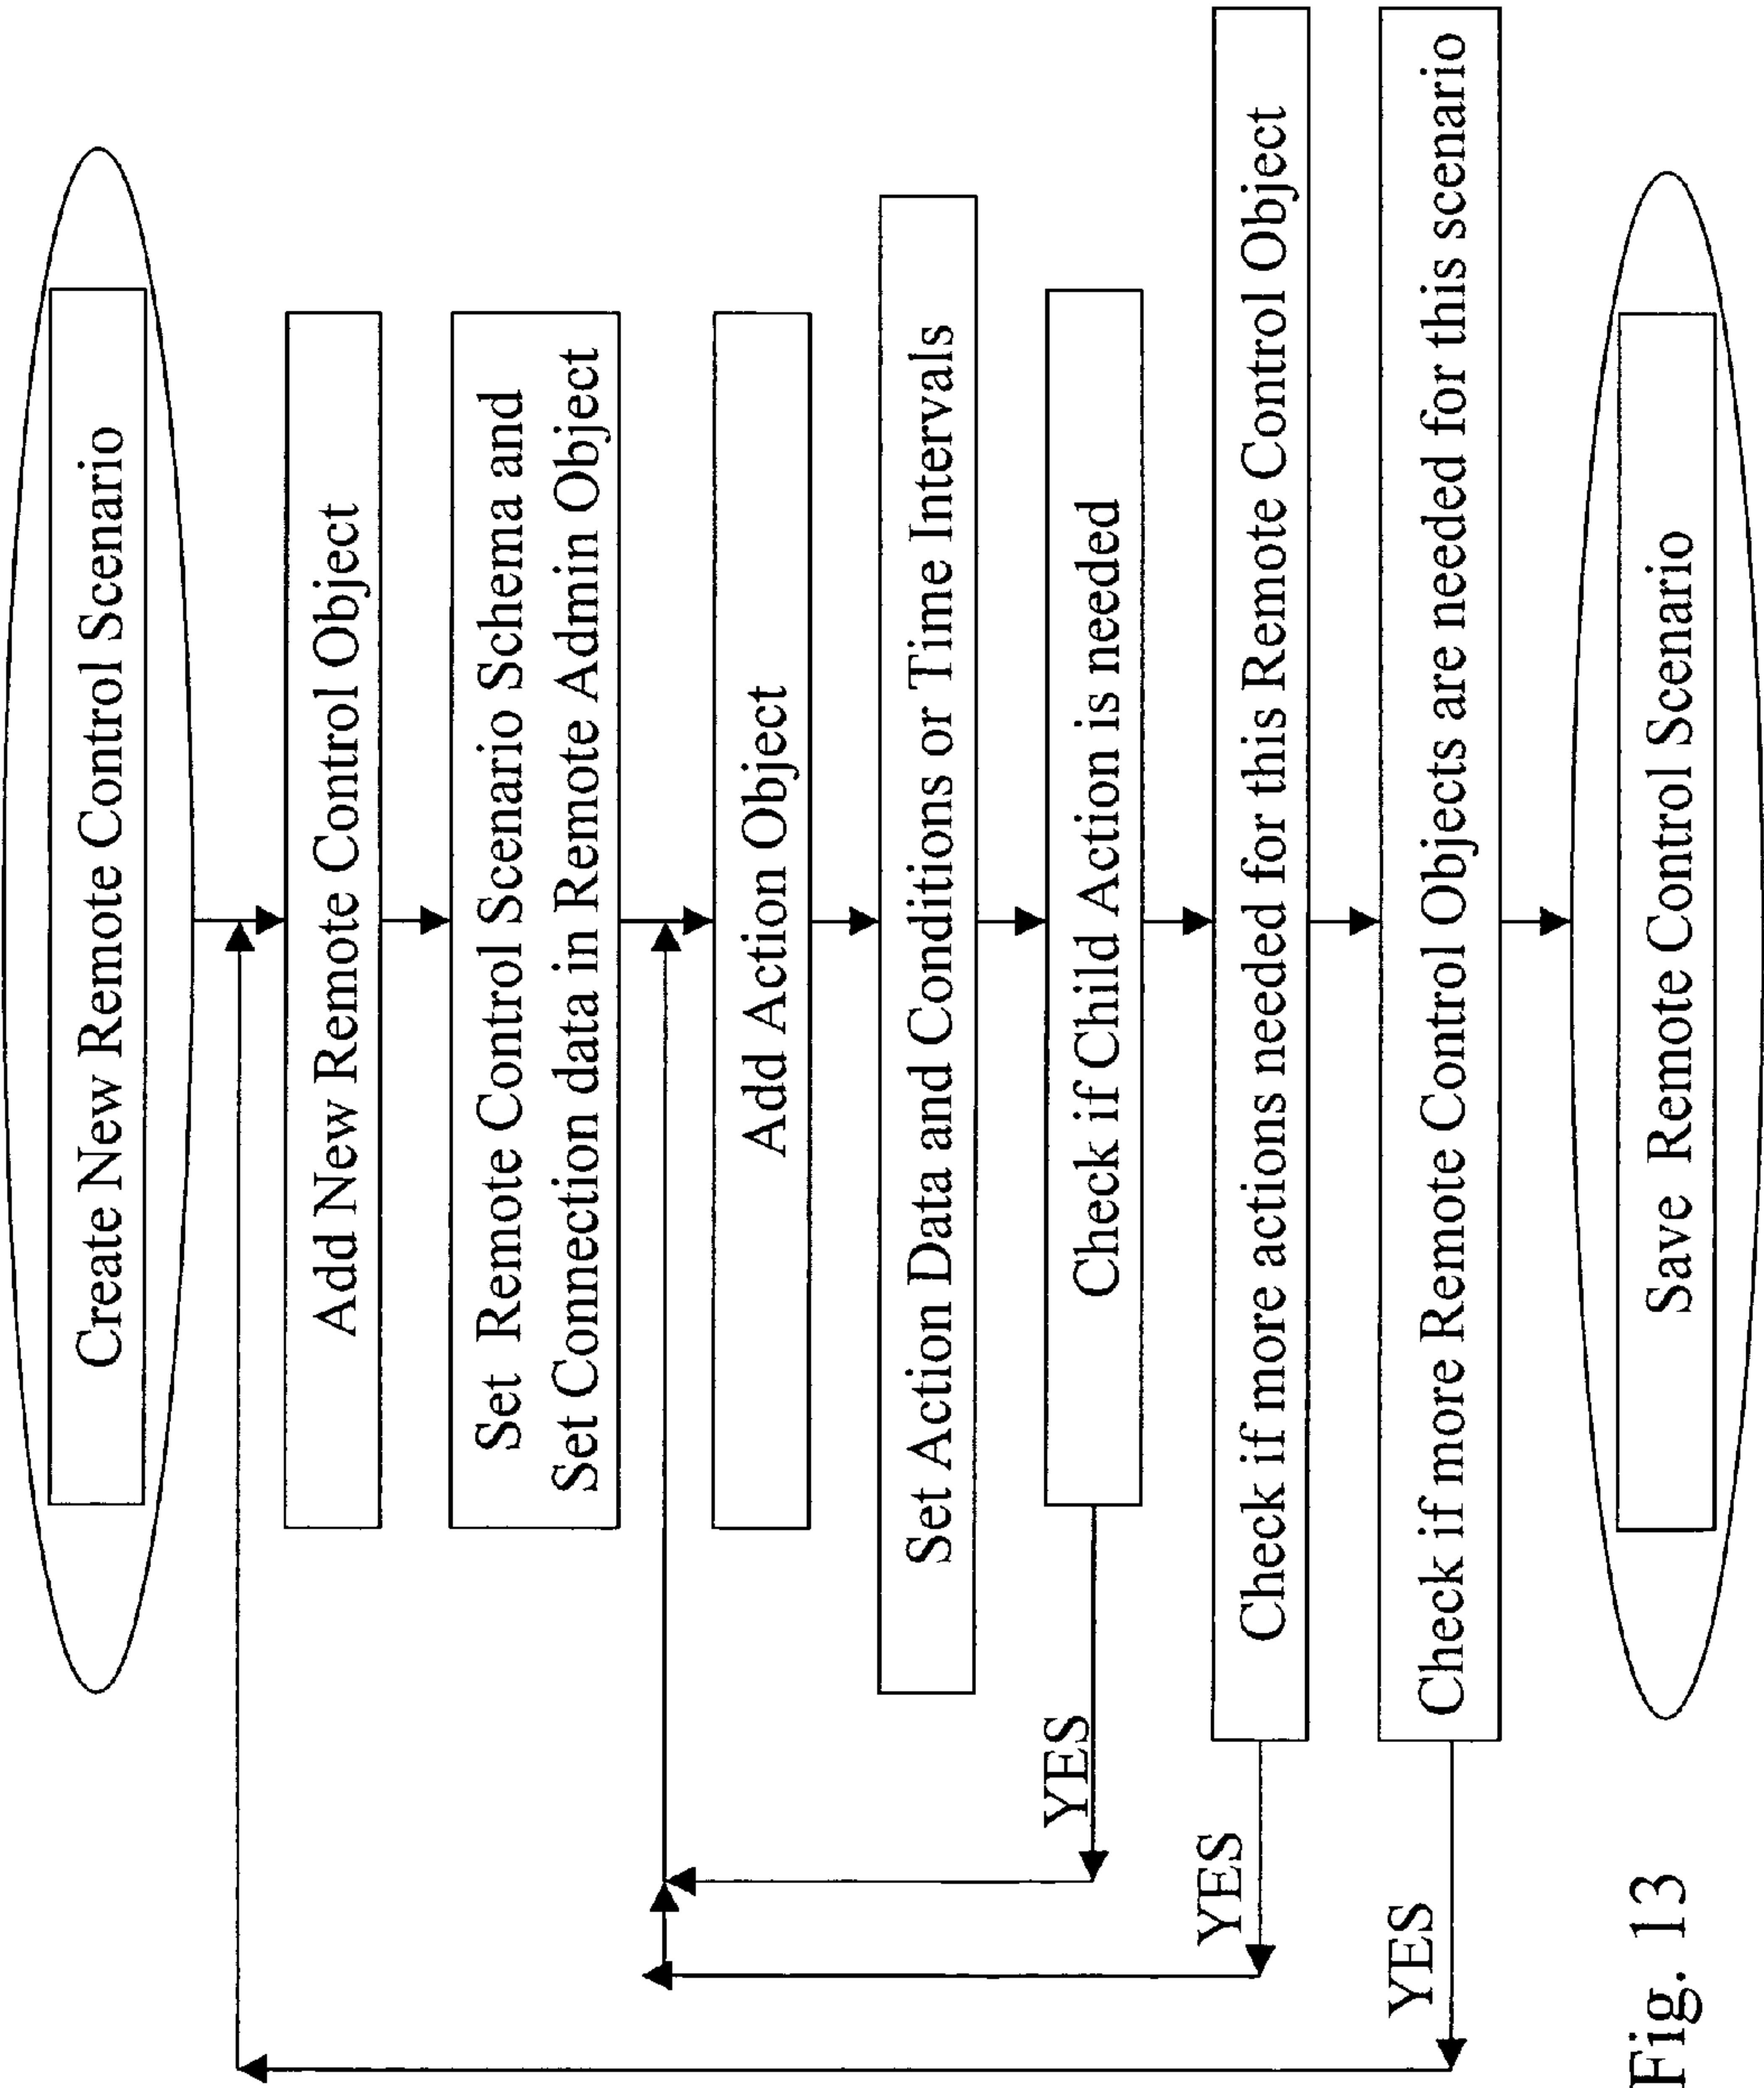 Create New Remote Control Scenario
Add New Remote Control Object
Set Remote Control Scenario Schema and
Set Connection data in Remote Admin Object
Add Action Object
Set Action Data and Conditions or Time Intervals
Check if Child Action is needed
YES
Check if more actions needed for this Remote Control Object
YES
Check if more Remote Control Objects are needed for this scenario
YES
Save Remote Control Scenario
Fig. 13